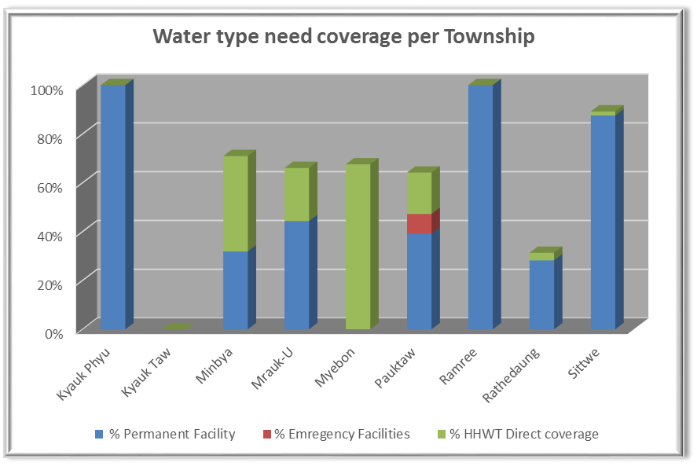 Water type need coverage per Township
100%
80%
60%
40%
20%
0%
Kyauk Phyu
Kyauk Taw
Minbya
Mrauk-U
Myebon
Pauktaw
Ramree
Rathedaung
Sittwe
% Permanent Facility
% Emregency Facilities
% HHWT Direct coverage